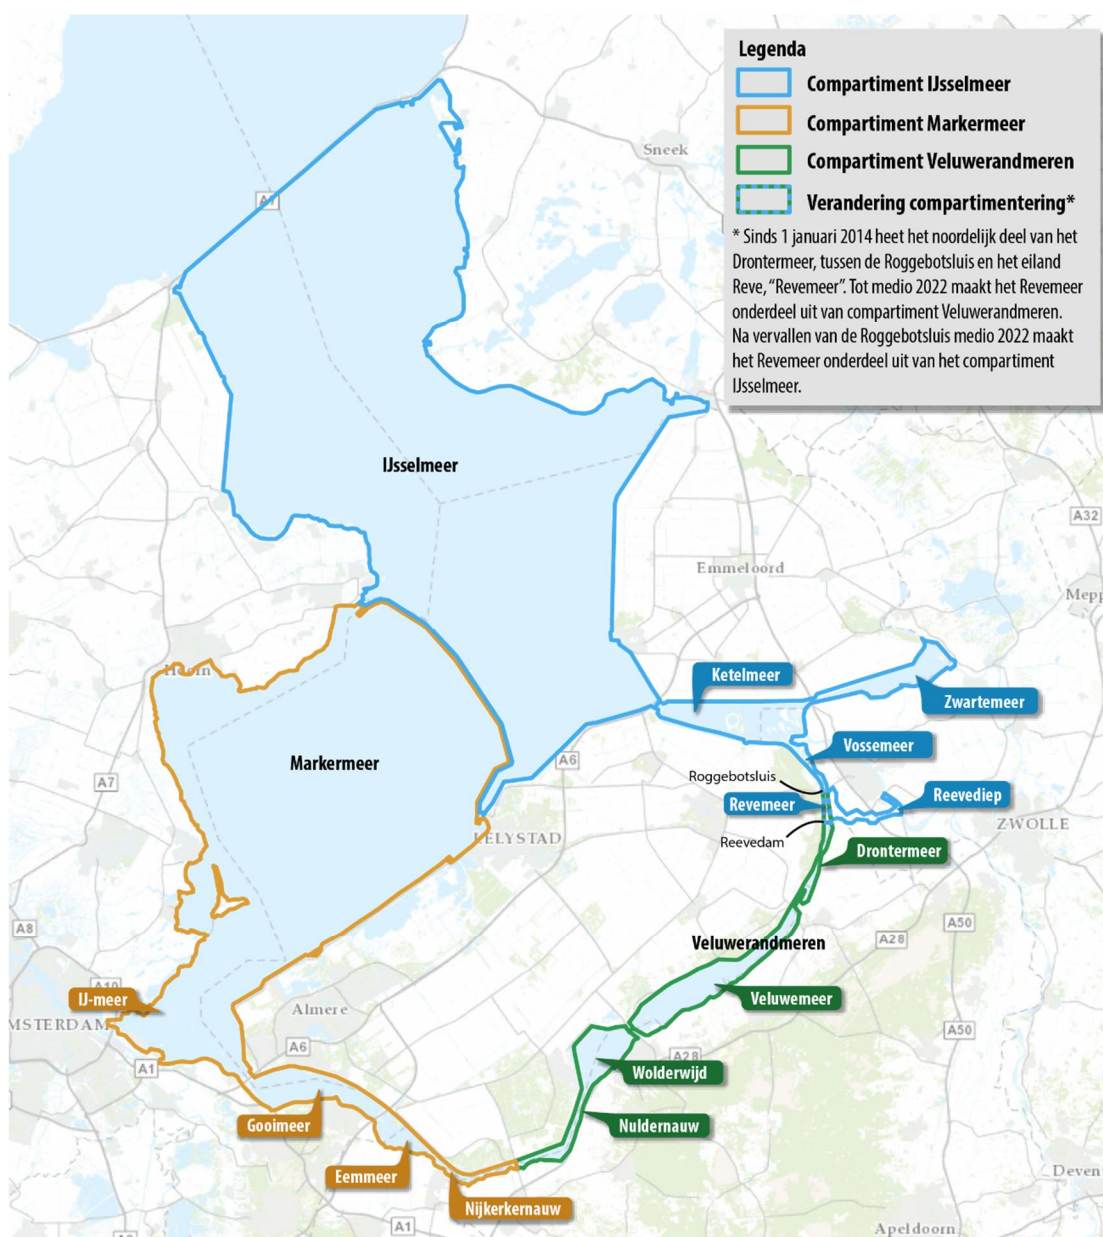 Legenda
Compartiment IJsselmeer
Compartiment Markermeer
Compartiment Veluwerandmeren
Verandering compartimentering*
* Sinds 1 januari 2014 heet het noordelijk deel van het
Drontermeer, tussen de Roggebotsluis en het eiland
Reve, “Revemeer”. Tot medio 2022 maakt het Revemeer
onderdeel uit van compartiment Veluwerandmeren.
Na vervallen van de Roggebotsluis medio 2022 maakt
het Revemeer onderdeel uit van het compartiment
IJsselmeer.
Sneek
A7
IJsselmeer
A32
Emmeloord
Mepp
Hoorn
Ketelmeer
Zwartemeer
Vossemeer
Markermeer
A6
Roggebotsluis
A7
Revemeer
Reevediep
LELYSTAD
Reevedam
ZWOLLE
Drontermeer
A8
A50
A28
Veluwerandmeren
A10
IJ-meer
Veluwemeer
Almere
MSTERDAM
A50
A6
A28
A1
Wolderwijd
Gooimeer
Nuldernauw
Eemmeer
Deven
Nijkerkernauw
A1
Apeldoorn